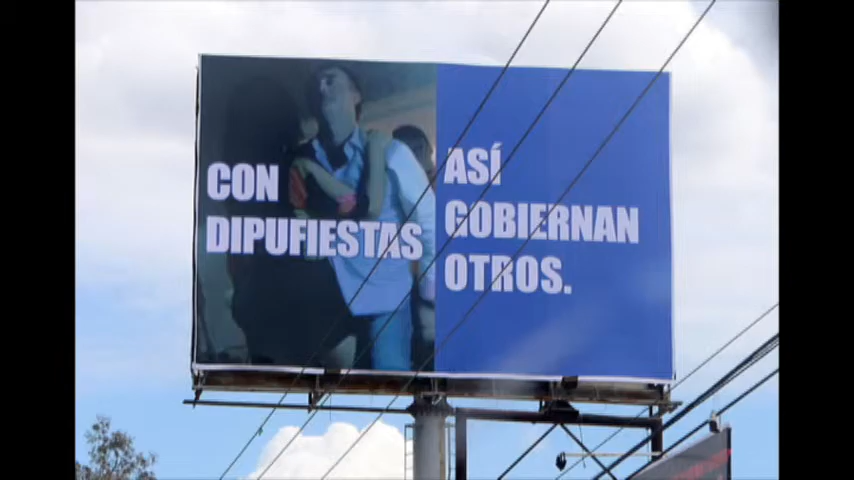 CON
DIPUFIESTAS
ASÍ
GOBIERNAN
OTROS.